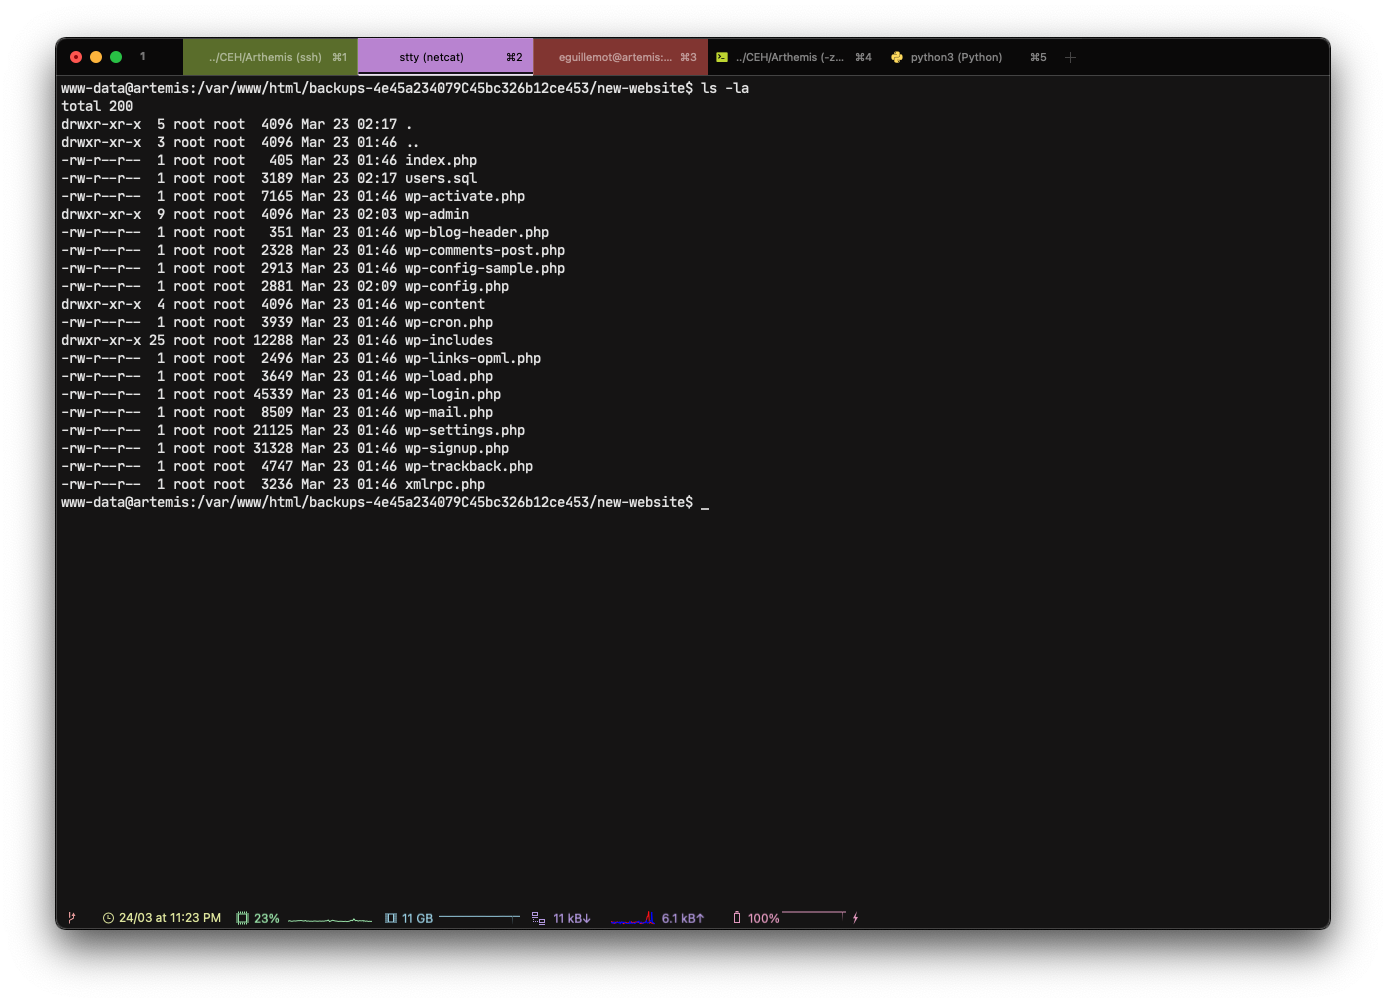 1 ../CEH/Arthemis (ssh) ⌘1 stty (netcat) ⌘2 eguillemot@artemis:... ⌘3 ../CEH/Arthemis (-z... ⌘4 python3 (Python) ⌘5
www-data@artemis:/var/www/html/backups-4e45a234079C45bc326b12ce453/new-website$ ls -la
total 200
drwxr-xr-x  5 root root  4096 Mar 23 02:17 .
drwxr-xr-x  3 root root  4096 Mar 23 01:46 ..
-rw-r--r--  1 root root   405 Mar 23 01:46 index.php
-rw-r--r--  1 root root  3189 Mar 23 02:17 users.sql
-rw-r--r--  1 root root  7165 Mar 23 01:46 wp-activate.php
drwxr-xr-x  9 root root  4096 Mar 23 02:03 wp-admin
-rw-r--r--  1 root root   351 Mar 23 01:46 wp-blog-header.php
-rw-r--r--  1 root root  2328 Mar 23 01:46 wp-comments-post.php
-rw-r--r--  1 root root  2913 Mar 23 01:46 wp-config-sample.php
-rw-r--r--  1 root root  2881 Mar 23 02:09 wp-config.php
drwxr-xr-x  4 root root  4096 Mar 23 01:46 wp-content
-rw-r--r--  1 root root  3939 Mar 23 01:46 wp-cron.php
drwxr-xr-x 25 root root 12288 Mar 23 01:46 wp-includes
-rw-r--r--  1 root root  2496 Mar 23 01:46 wp-links-opml.php
-rw-r--r--  1 root root  3649 Mar 23 01:46 wp-load.php
-rw-r--r--  1 root root 45339 Mar 23 01:46 wp-login.php
-rw-r--r--  1 root root  8509 Mar 23 01:46 wp-mail.php
-rw-r--r--  1 root root 21125 Mar 23 01:46 wp-settings.php
-rw-r--r--  1 root root 31328 Mar 23 01:46 wp-signup.php
-rw-r--r--  1 root root  4747 Mar 23 01:46 wp-trackback.php
-rw-r--r--  1 root root  3236 Mar 23 01:46 xmlrpc.php
www-data@artemis:/var/www/html/backups-4e45a234079C45bc326b12ce453/new-website$ _
24/03 at 11:23 PM 23% 11 GB 11 kB↓ 6.1 kB↑ 100%